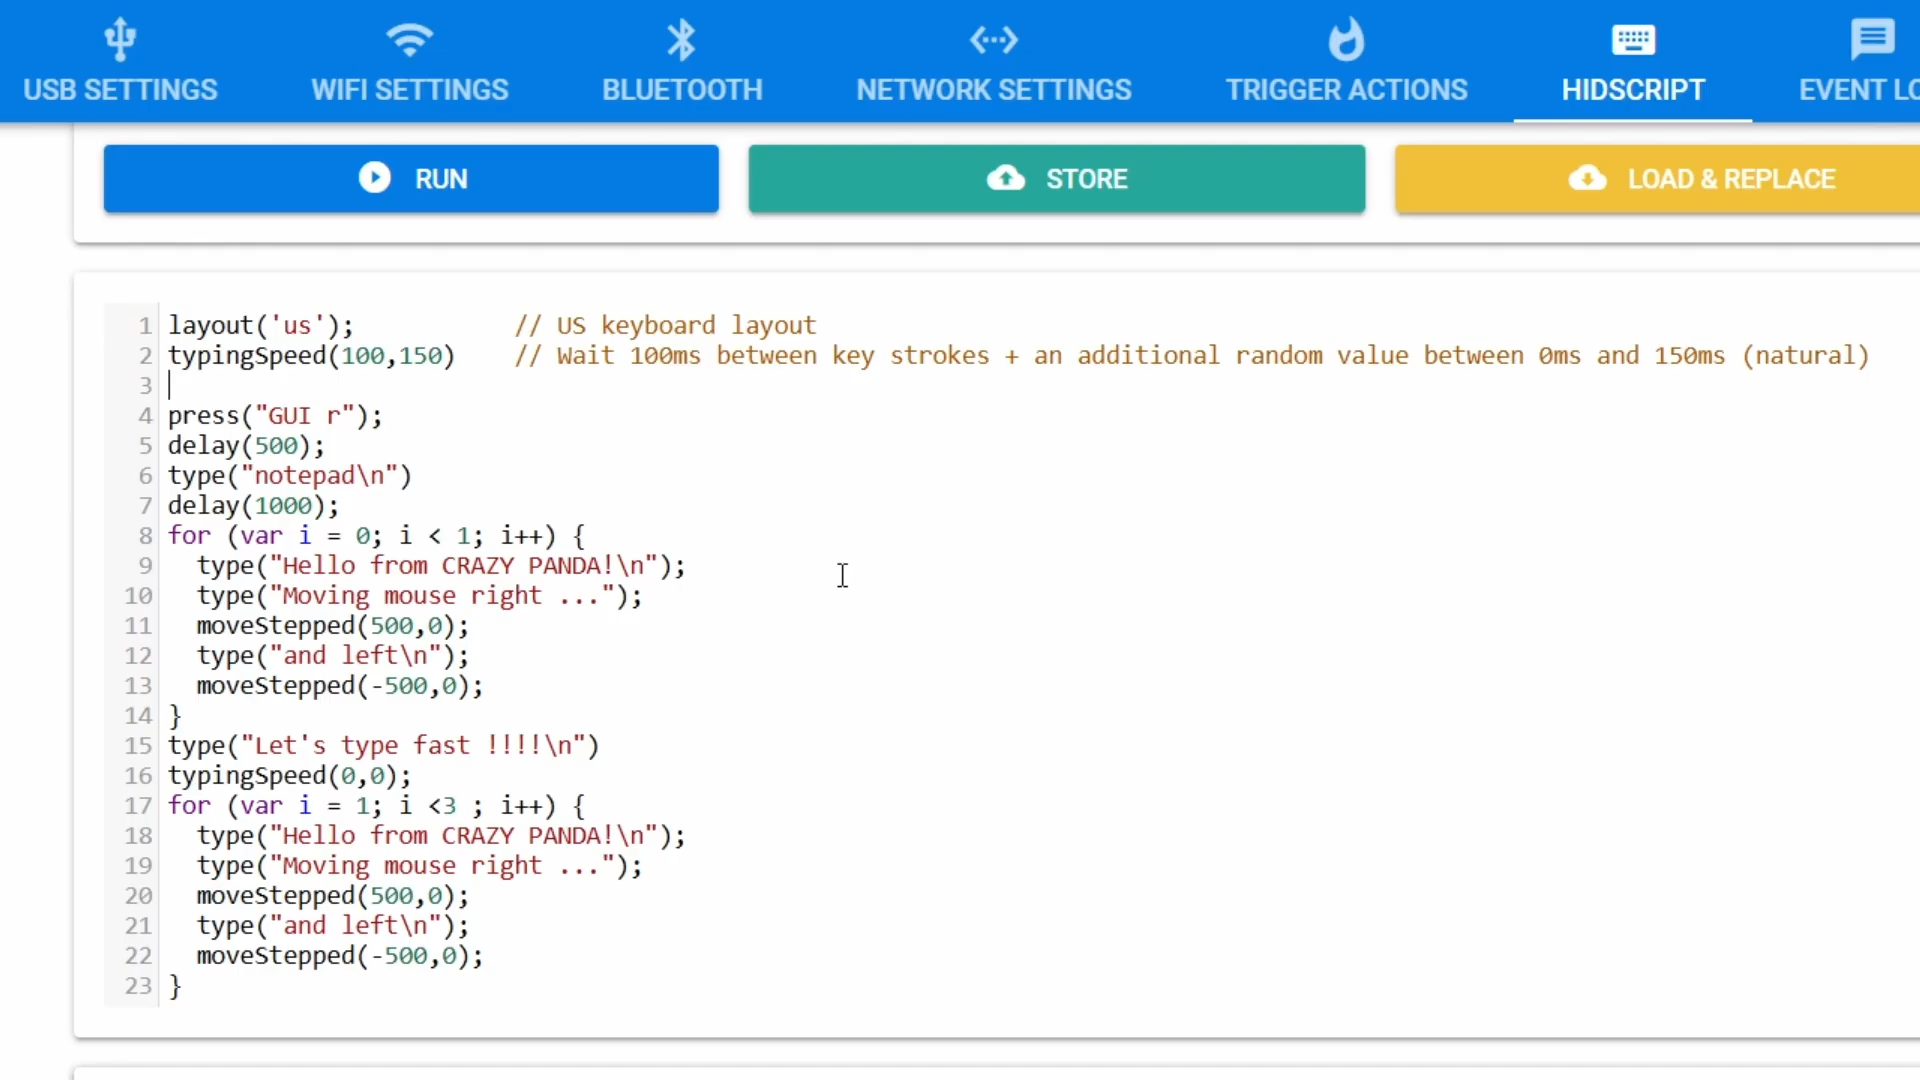 USB SETTINGS WIFI SETTINGS BLUETOOTH NETWORK SETTINGS TRIGGER ACTIONS HIDSCRIPT EVENT LO
RUN STORE LOAD & REPLACE
1 layout('us'); // US keyboard layout
2 typingSpeed(100,150) // Wait 100ms between key strokes + an additional random value between 0ms and 150ms (natural)
3
4 press("GUI r");
5 delay(500);
6 type("notepad\n")
7 delay(1000);
8 for (var i = 0; i < 1; i++) {
9 type("Hello from CRAZY PANDA!\n");
10 type("Moving mouse right ...");
11 moveStepped(500,0);
12 type("and left\n");
13 moveStepped(-500,0);
14 }
15 type("Let's type fast !!!!\n")
16 typingSpeed(0,0);
17 for (var i = 1; i <3 ; i++) {
18 type("Hello from CRAZY PANDA!\n");
19 type("Moving mouse right ...");
20 moveStepped(500,0);
21 type("and left\n");
22 moveStepped(-500,0);
23 }